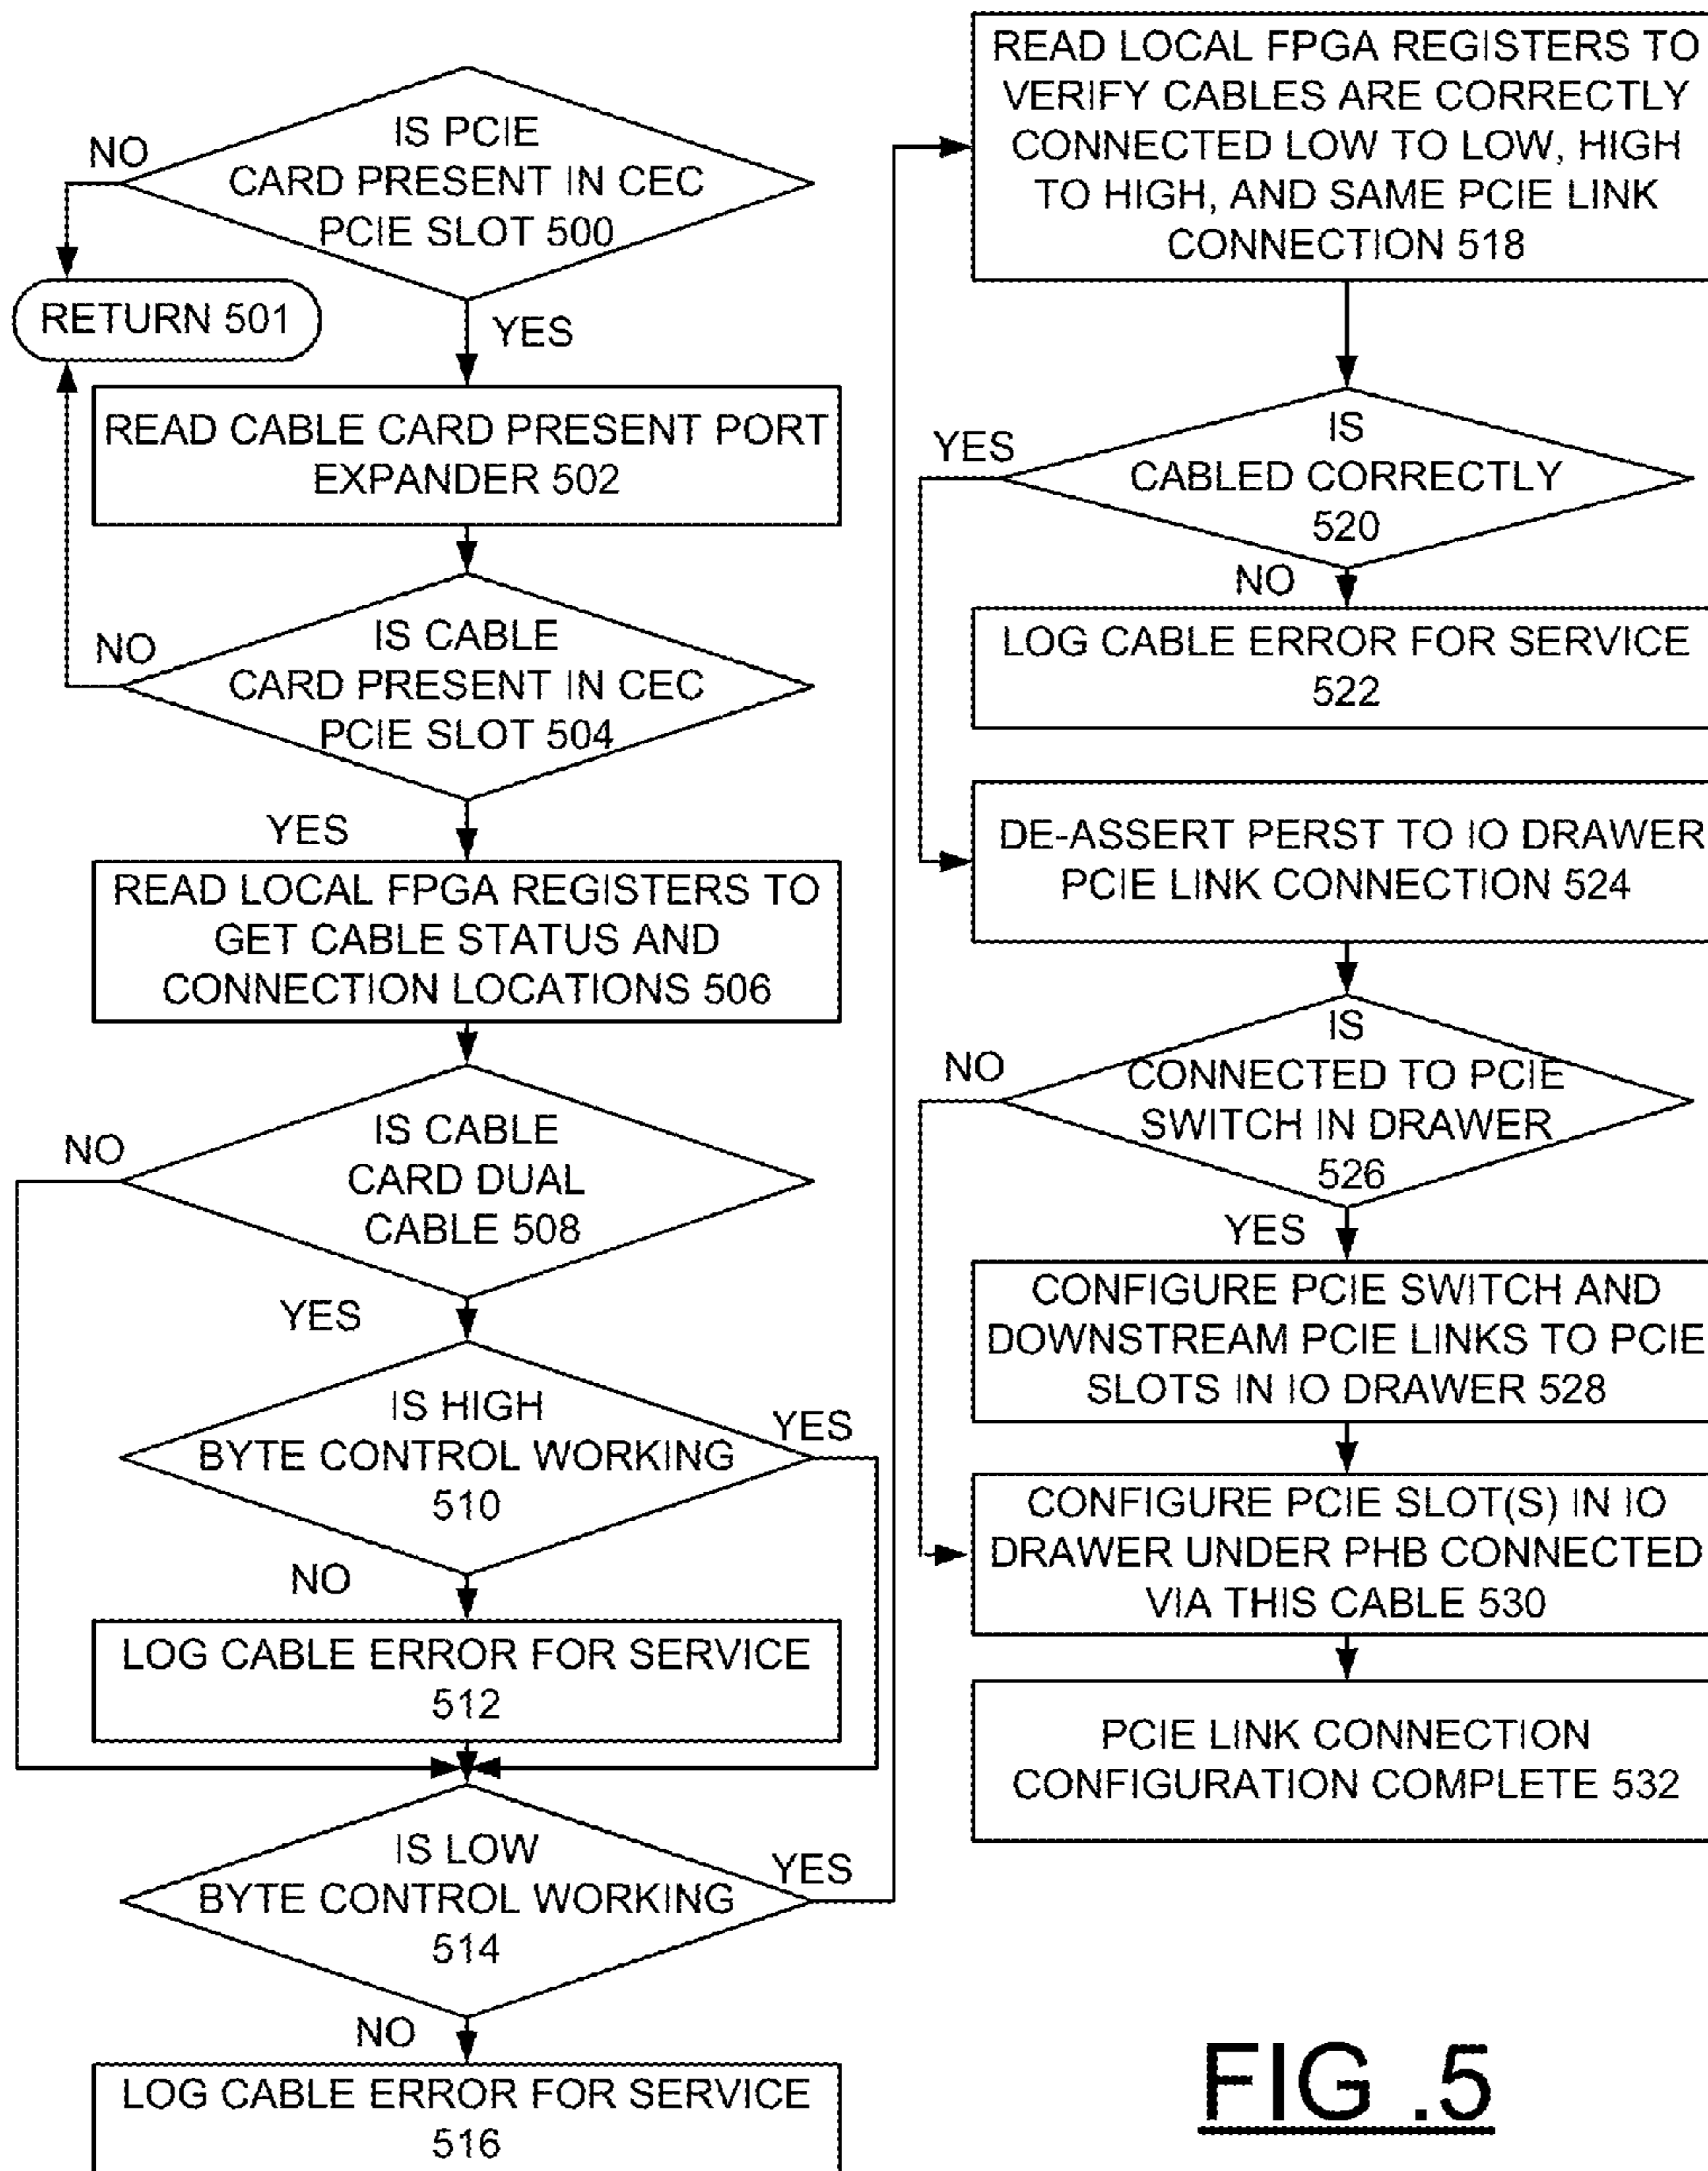 IS PCIE
CARD PRESENT IN CEC
PCIE SLOT 500
NO
RETURN 501
YES
READ CABLE CARD PRESENT PORT
EXPANDER 502
IS CABLE
CARD PRESENT IN CEC
PCIE SLOT 504
NO
YES
READ LOCAL FPGA REGISTERS TO
GET CABLE STATUS AND
CONNECTION LOCATIONS 506
IS CABLE
CARD DUAL
CABLE 508
NO
YES
IS HIGH
BYTE CONTROL WORKING
510
YES
NO
LOG CABLE ERROR FOR SERVICE
512
IS LOW
BYTE CONTROL WORKING
514
YES
NO
LOG CABLE ERROR FOR SERVICE
516
READ LOCAL FPGA REGISTERS TO
VERIFY CABLES ARE CORRECTLY
CONNECTED LOW TO LOW, HIGH
TO HIGH, AND SAME PCIE LINK
CONNECTION 518
IS
CABLED CORRECTLY
520
YES
NO
LOG CABLE ERROR FOR SERVICE
522
DE-ASSERT PERST TO IO DRAWER
PCIE LINK CONNECTION 524
IS
CONNECTED TO PCIE
SWITCH IN DRAWER
526
NO
YES
CONFIGURE PCIE SWITCH AND
DOWNSTREAM PCIE LINKS TO PCIE
SLOTS IN IO DRAWER 528
CONFIGURE PCIE SLOT(S) IN IO
DRAWER UNDER PHB CONNECTED
VIA THIS CABLE 530
PCIE LINK CONNECTION
CONFIGURATION COMPLETE 532
FIG .5